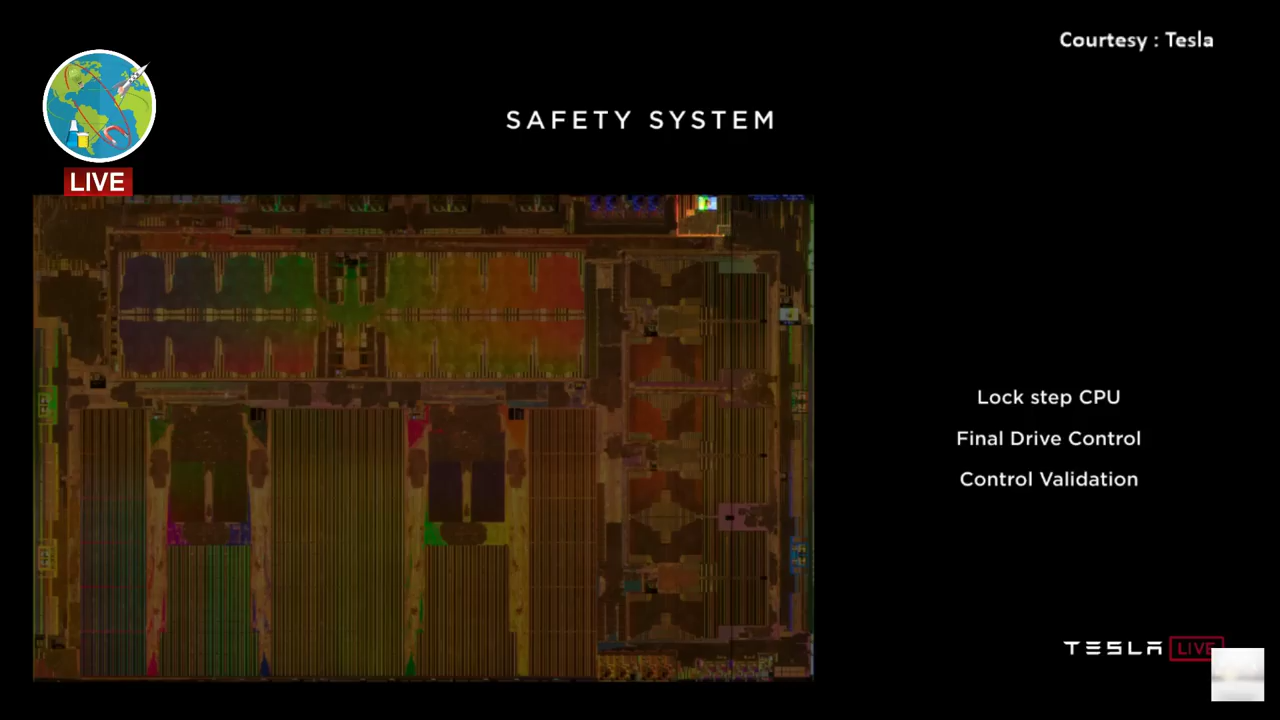 Courtesy : Tesla
SAFETY SYSTEM
LIVE
Lock step CPU
Final Drive Control
Control Validation
TESLA LIVE